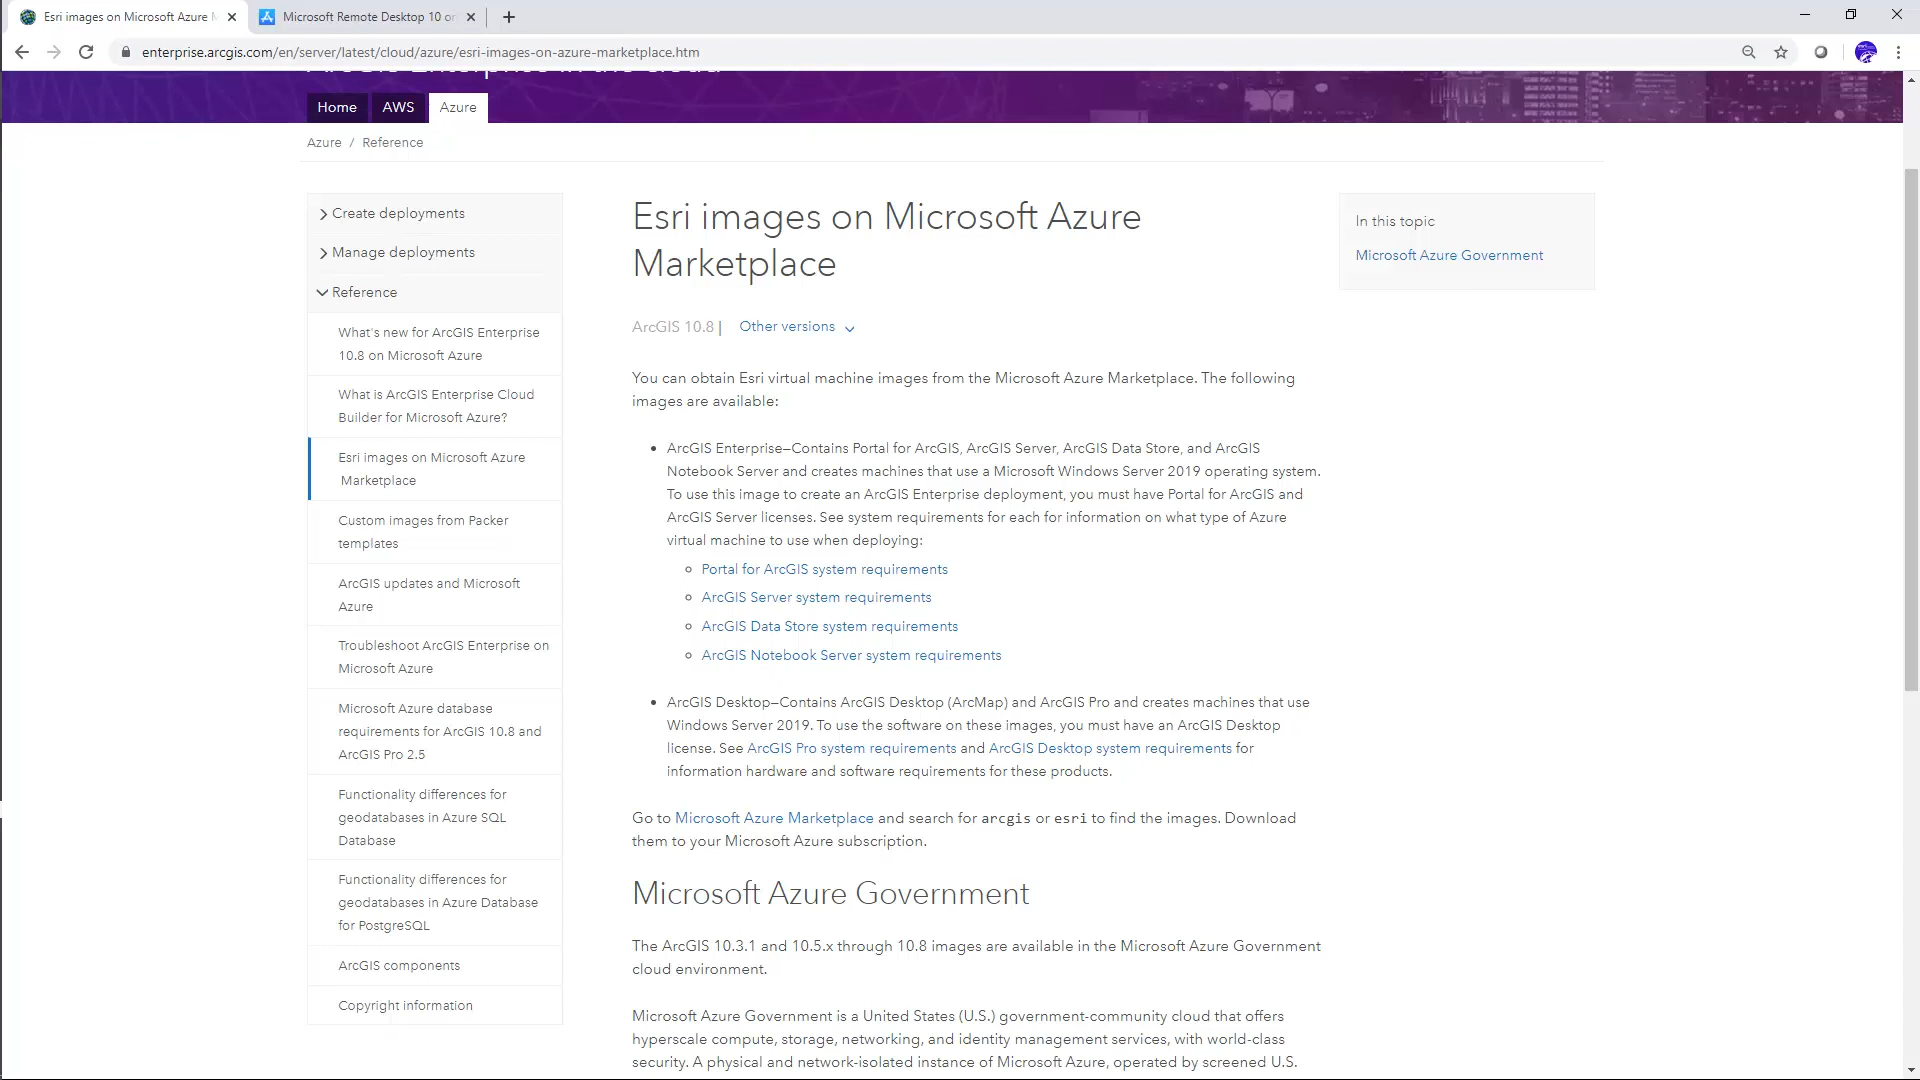 Esri images on Microsoft Azure M
Microsoft Remote Desktop 10 on
enterprise.arcgis.com/en/server/latest/cloud/azure/esri-images-on-azure-marketplace.htm
ArcGIS Enterprise in the cloud
Home
AWS
Azure
Azure / Reference
Create deployments
Manage deployments
Reference
What's new for ArcGIS Enterprise
10.8 on Microsoft Azure
What is ArcGIS Enterprise Cloud
Builder for Microsoft Azure?
Esri images on Microsoft Azure
Marketplace
Custom images from Packer
templates
ArcGIS updates and Microsoft
Azure
Troubleshoot ArcGIS Enterprise on
Microsoft Azure
Microsoft Azure database
requirements for ArcGIS 10.8 and
ArcGIS Pro 2.5
Functionality differences for
geodatabases in Azure SQL
Database
Functionality differences for
geodatabases in Azure Database
for PostgreSQL
ArcGIS components
Copyright information
Esri images on Microsoft Azure
Marketplace
ArcGIS 10.8 | Other versions
You can obtain Esri virtual machine images from the Microsoft Azure Marketplace. The following
images are available:
• ArcGIS Enterprise—Contains Portal for ArcGIS, ArcGIS Server, ArcGIS Data Store, and ArcGIS
Notebook Server and creates machines that use a Microsoft Windows Server 2019 operating system.
To use this image to create an ArcGIS Enterprise deployment, you must have Portal for ArcGIS and
ArcGIS Server licenses. See system requirements for each for information on what type of Azure
virtual machine to use when deploying:
Portal for ArcGIS system requirements
ArcGIS Server system requirements
ArcGIS Data Store system requirements
ArcGIS Notebook Server system requirements
• ArcGIS Desktop—Contains ArcGIS Desktop (ArcMap) and ArcGIS Pro and creates machines that use
Windows Server 2019. To use the software on these images, you must have an ArcGIS Desktop
license. See ArcGIS Pro system requirements and ArcGIS Desktop system requirements for
information hardware and software requirements for these products.
Go to Microsoft Azure Marketplace and search for arcgis or esri to find the images. Download
them to your Microsoft Azure subscription.
Microsoft Azure Government
The ArcGIS 10.3.1 and 10.5.x through 10.8 images are available in the Microsoft Azure Government
cloud environment.
Microsoft Azure Government is a United States (U.S.) government-community cloud that offers
hyperscale compute, storage, networking, and identity management services, with world-class
security. A physical and network-isolated instance of Microsoft Azure, operated by screened U.S.
In this topic
Microsoft Azure Government